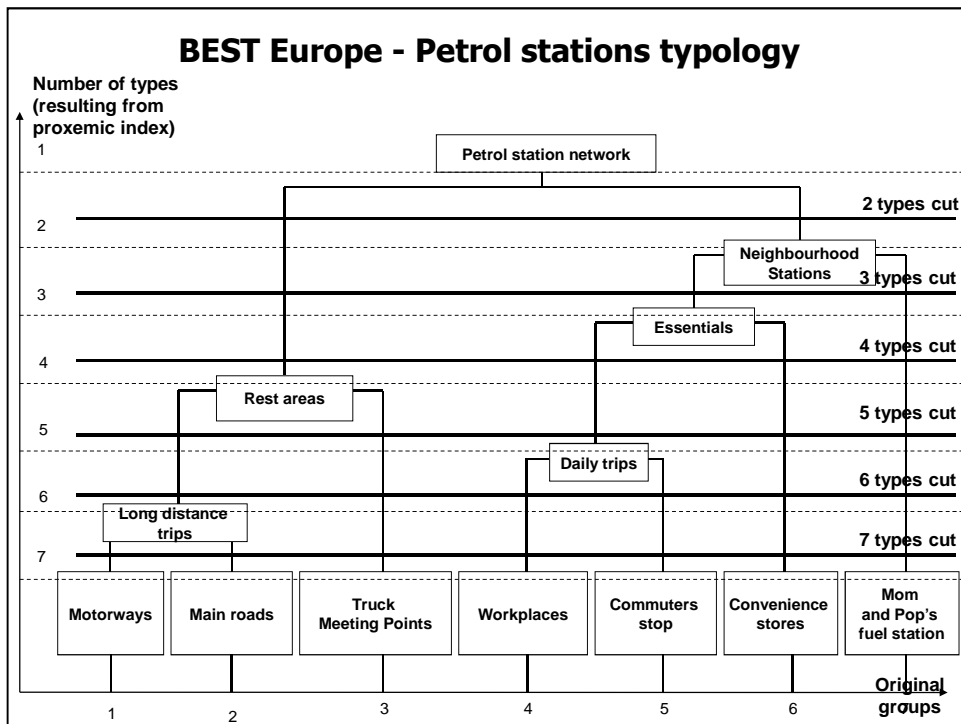 BEST Europe - Petrol stations typology
Number of types
(resulting from
proxemic index)
1
Petrol station network
2 types cut
2
Neighbourhood
Stations
3 types cut
3
Essentials
4 types cut
4
Rest areas
5 types cut
5
Daily trips
6 types cut
6
Long distance
trips
7 types cut
7
Motorways
Main roads
Truck
Meeting Points
Workplaces
Commuters
stop
Convenience
stores
Mom
and Pop's
fuel station
1
2
3
4
5
6
7
Original
groups